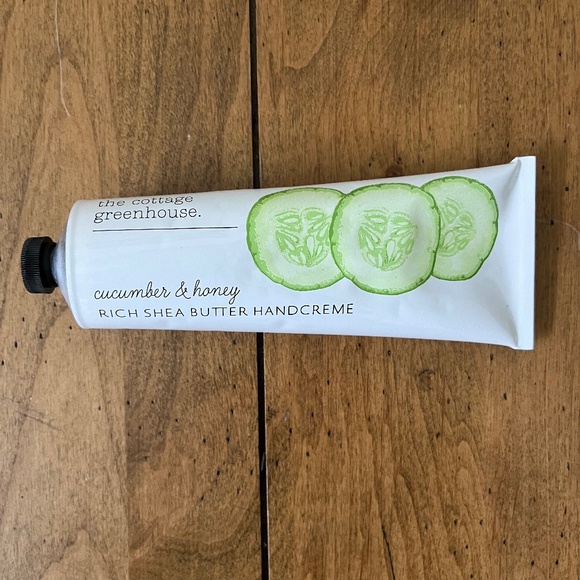 the cottage
greenhouse.
cucumber & honey
RICH SHEA BUTTER HANDCREME